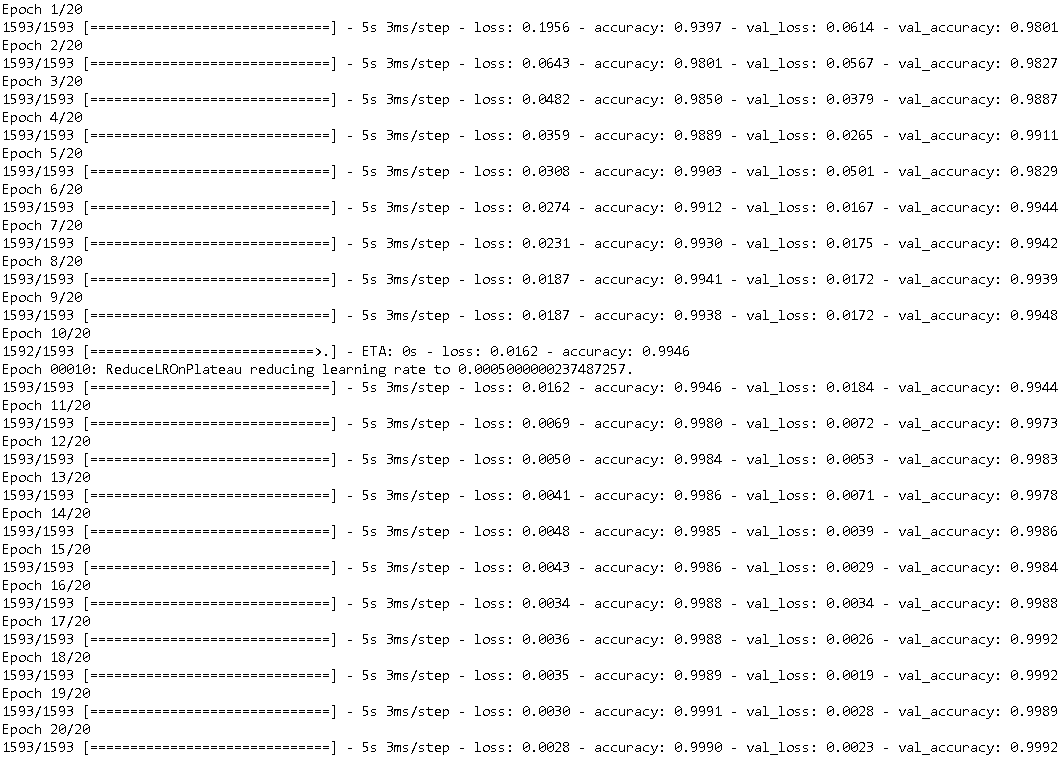 Epoch 1/20
1593/1593 [==============================] - 5s 3ms/step - loss: 0.1956 - accuracy: 0.9397 - val_loss: 0.0614 - val_accuracy: 0.9801
Epoch 2/20
1593/1593 [==============================] - 5s 3ms/step - loss: 0.0643 - accuracy: 0.9801 - val_loss: 0.0567 - val_accuracy: 0.9827
Epoch 3/20
1593/1593 [==============================] - 5s 3ms/step - loss: 0.0482 - accuracy: 0.9850 - val_loss: 0.0379 - val_accuracy: 0.9887
Epoch 4/20
1593/1593 [==============================] - 5s 3ms/step - loss: 0.0359 - accuracy: 0.9889 - val_loss: 0.0265 - val_accuracy: 0.9911
Epoch 5/20
1593/1593 [==============================] - 5s 3ms/step - loss: 0.0308 - accuracy: 0.9903 - val_loss: 0.0501 - val_accuracy: 0.9829
Epoch 6/20
1593/1593 [==============================] - 5s 3ms/step - loss: 0.0274 - accuracy: 0.9912 - val_loss: 0.0167 - val_accuracy: 0.9944
Epoch 7/20
1593/1593 [==============================] - 5s 3ms/step - loss: 0.0231 - accuracy: 0.9930 - val_loss: 0.0175 - val_accuracy: 0.9942
Epoch 8/20
1593/1593 [==============================] - 5s 3ms/step - loss: 0.0187 - accuracy: 0.9941 - val_loss: 0.0172 - val_accuracy: 0.9939
Epoch 9/20
1593/1593 [==============================] - 5s 3ms/step - loss: 0.0187 - accuracy: 0.9938 - val_loss: 0.0172 - val_accuracy: 0.9948
Epoch 10/20
1592/1593 [============================>.] - ETA: 0s - loss: 0.0162 - accuracy: 0.9946
Epoch 00010: ReduceLROnPlateau reducing learning rate to 0.0005000000237487257.
1593/1593 [==============================] - 5s 3ms/step - loss: 0.0162 - accuracy: 0.9946 - val_loss: 0.0184 - val_accuracy: 0.9944
Epoch 11/20
1593/1593 [==============================] - 5s 3ms/step - loss: 0.0069 - accuracy: 0.9980 - val_loss: 0.0072 - val_accuracy: 0.9973
Epoch 12/20
1593/1593 [==============================] - 5s 3ms/step - loss: 0.0050 - accuracy: 0.9984 - val_loss: 0.0053 - val_accuracy: 0.9983
Epoch 13/20
1593/1593 [==============================] - 5s 3ms/step - loss: 0.0041 - accuracy: 0.9986 - val_loss: 0.0071 - val_accuracy: 0.9978
Epoch 14/20
1593/1593 [==============================] - 5s 3ms/step - loss: 0.0048 - accuracy: 0.9985 - val_loss: 0.0039 - val_accuracy: 0.9986
Epoch 15/20
1593/1593 [==============================] - 5s 3ms/step - loss: 0.0043 - accuracy: 0.9986 - val_loss: 0.0029 - val_accuracy: 0.9984
Epoch 16/20
1593/1593 [==============================] - 5s 3ms/step - loss: 0.0034 - accuracy: 0.9988 - val_loss: 0.0034 - val_accuracy: 0.9988
Epoch 17/20
1593/1593 [==============================] - 5s 3ms/step - loss: 0.0036 - accuracy: 0.9988 - val_loss: 0.0026 - val_accuracy: 0.9992
Epoch 18/20
1593/1593 [==============================] - 5s 3ms/step - loss: 0.0035 - accuracy: 0.9989 - val_loss: 0.0019 - val_accuracy: 0.9992
Epoch 19/20
1593/1593 [==============================] - 5s 3ms/step - loss: 0.0030 - accuracy: 0.9991 - val_loss: 0.0028 - val_accuracy: 0.9989
Epoch 20/20
1593/1593 [==============================] - 5s 3ms/step - loss: 0.0028 - accuracy: 0.9990 - val_loss: 0.0023 - val_accuracy: 0.9992